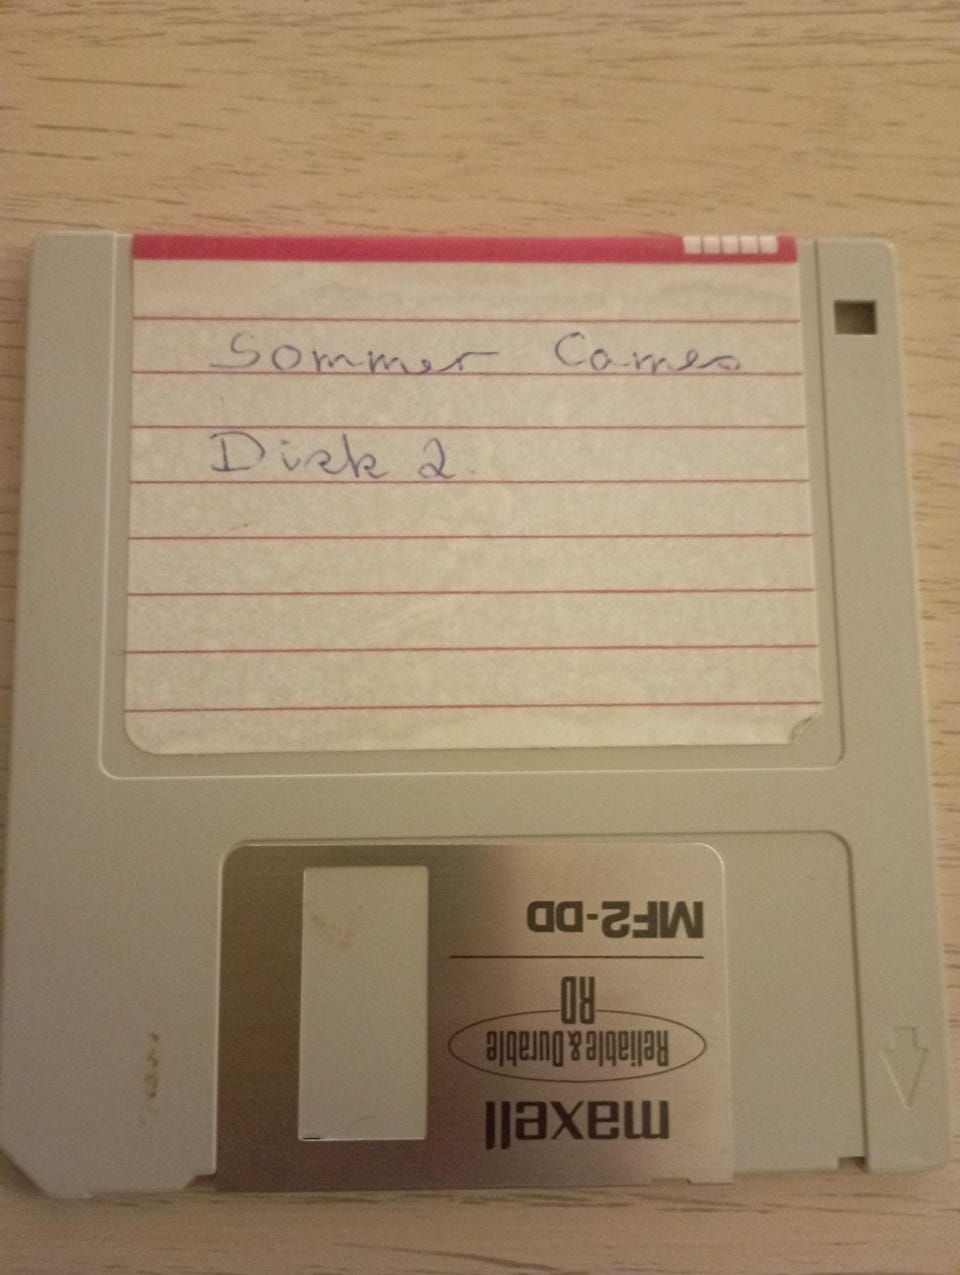 Sommer Cames
Disk 2.
MF2-DD
RD
Reliable & Durable
maxell